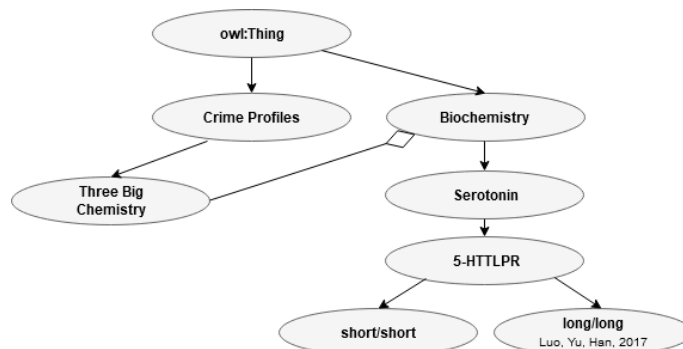 owl:Thing
Crime Profiles
Biochemistry
Three Big
Chemistry
Serotonin
5-HTTLPR
short/short
long/long
Luo, Yu, Han, 2017